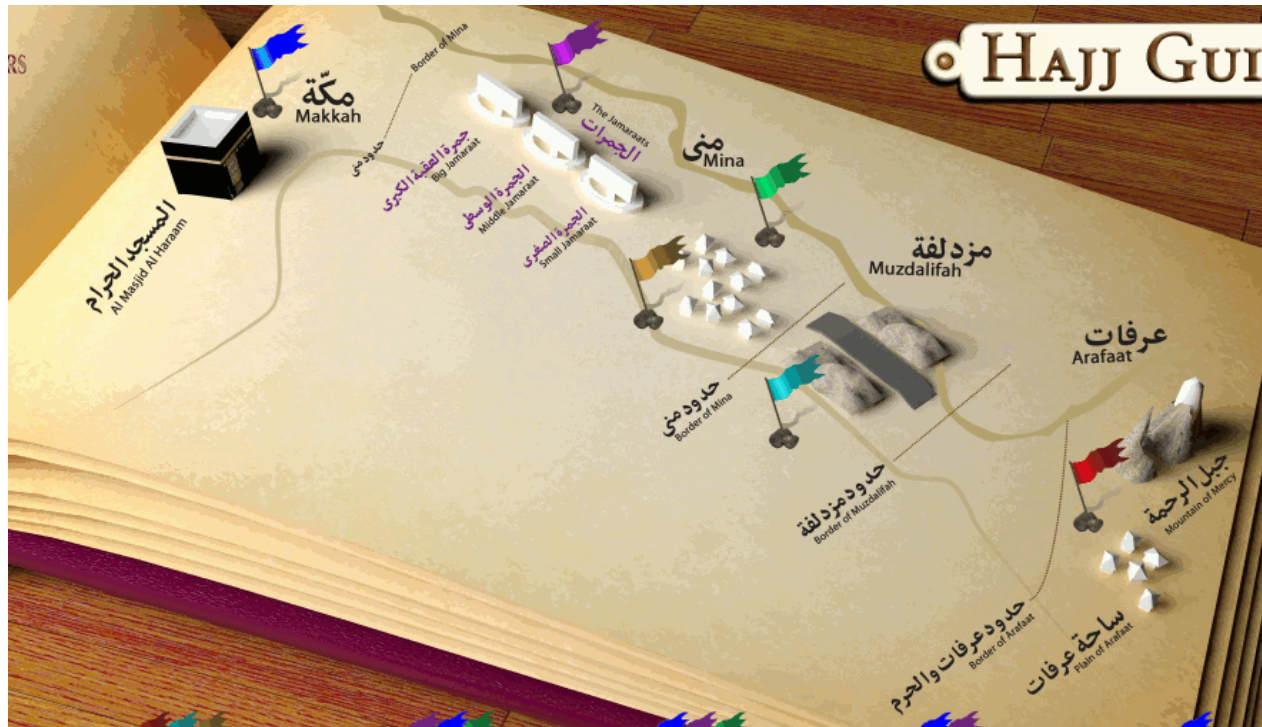 RS
HAJJ GUI
مكّة
Makkah
Border of Mina
حدود منى
المسجد الحرام
Al Masjid Al Haraam
The Jamaraats
الجمرات
جمرة العقبة الكبرى
Big Jamaraat
الجمرة الوسطى
Middle Jamaraat
الجمرة الصغرى
Small Jamaraat
منى
Mina
مزدلفة
Muzdalifah
عرفات
Arafaat
حدود منى
Border of Mina
حدود مزدلفة
Border of Muzdalifah
جبل الرحمة
Mountain of Mercy
حدود عرفات والحرم
Border of Arafaat
ساحة عرفات
Plain of Arafaat